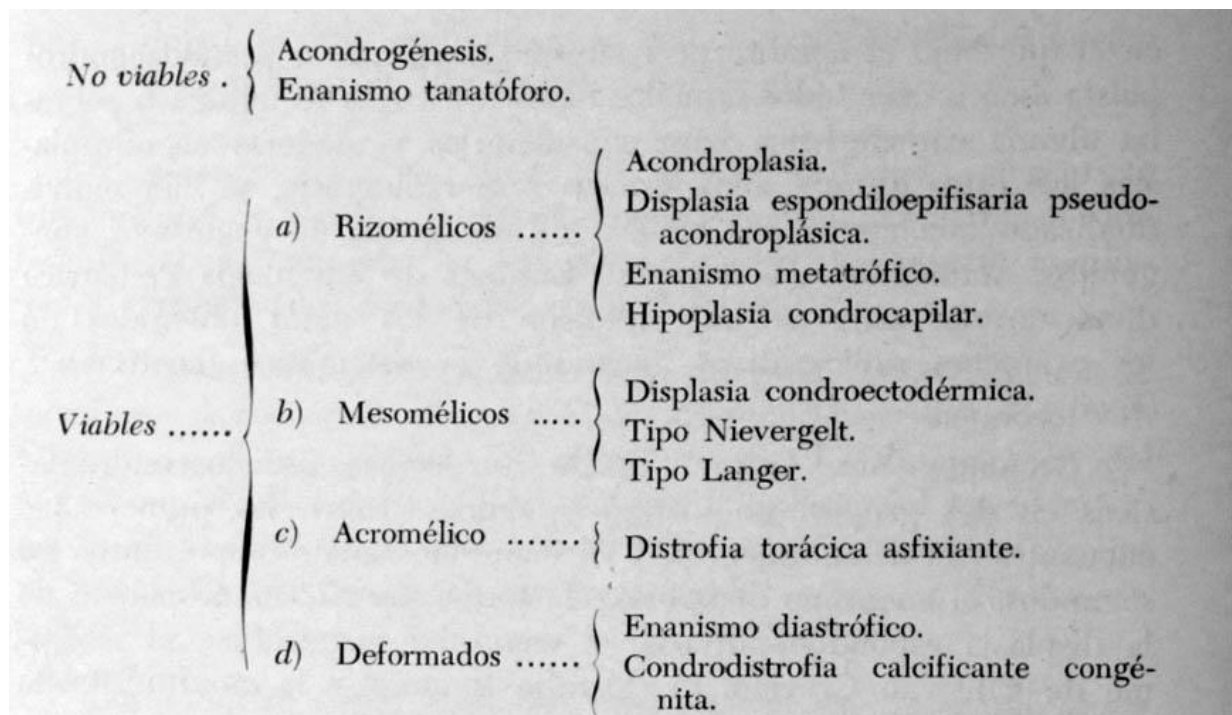 No viables .
Acondrogénesis.
Enanismo tanatóforo.
Viables ......
a) Rizomélicos ......
Acondroplasia.
Displasia espondiloepifisaria pseudo-
acondroplásica.
Enanismo metatrófico.
Hipoplasia condrocapilar.
b) Mesomélicos .....
Displasia condroectodérmica.
Tipo Nievergelt.
Tipo Langer.
c) Acromélico .......
Distrofia torácica asfixiante.
d) Deformados ......
Enanismo diastrófico.
Condrodistrofia calcificante congé-
nita.